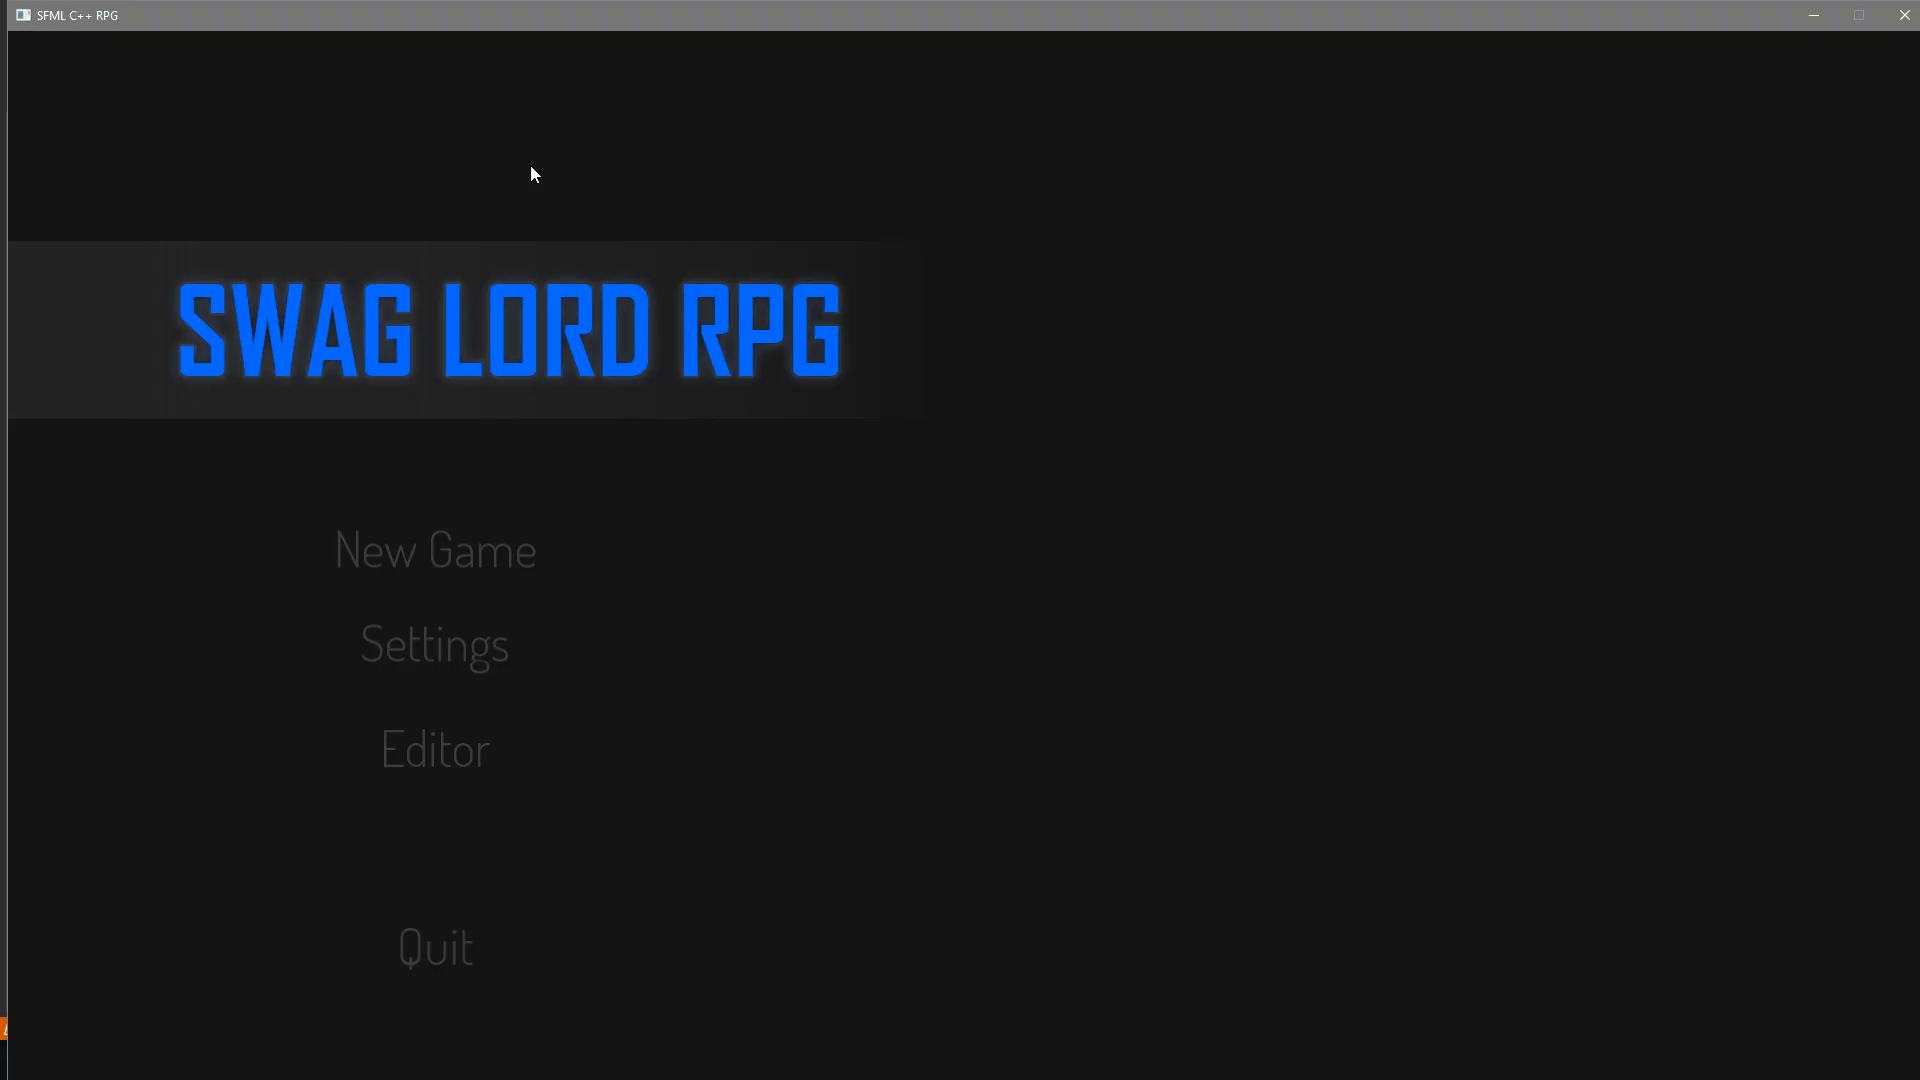 SFML C++ RPG
SWAG LORD RPG
New Game
Settings
Editor
Quit